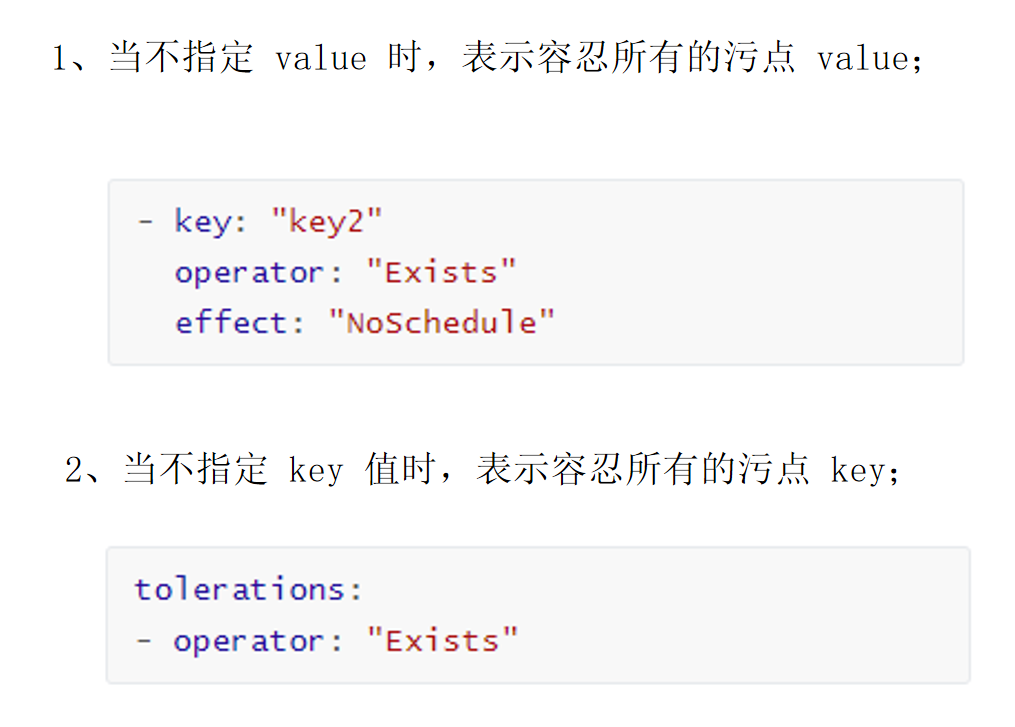 1、当不指定 value 时，表示容忍所有的污点 value；
- key: "key2"
  operator: "Exists"
  effect: "NoSchedule"
2、当不指定 key 值时，表示容忍所有的污点 key；
tolerations:
- operator: "Exists"